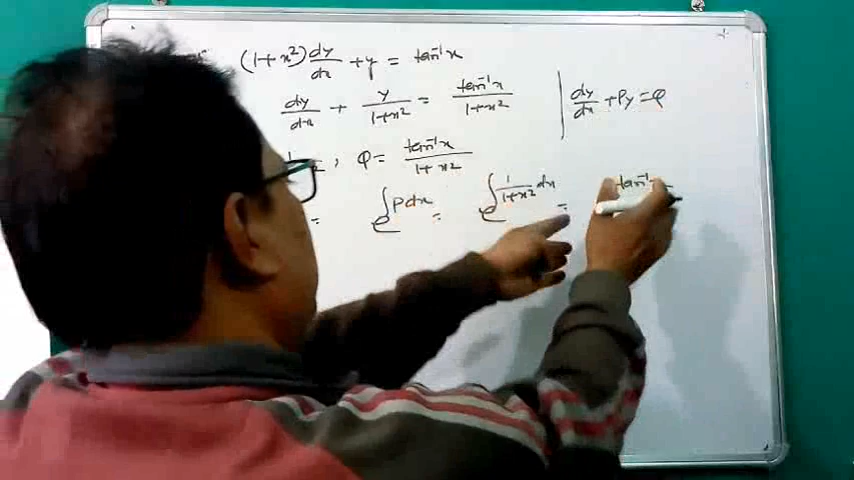 (1+x²) dy/dx + y = tan⁻¹x
dy/dx + y/1+x² = tan⁻¹x/1+x² | dy/dx + Py = Q
, Q = tan⁻¹x/1+x²
= e^∫Pdx = e^∫1/1+x² dx = tan⁻¹